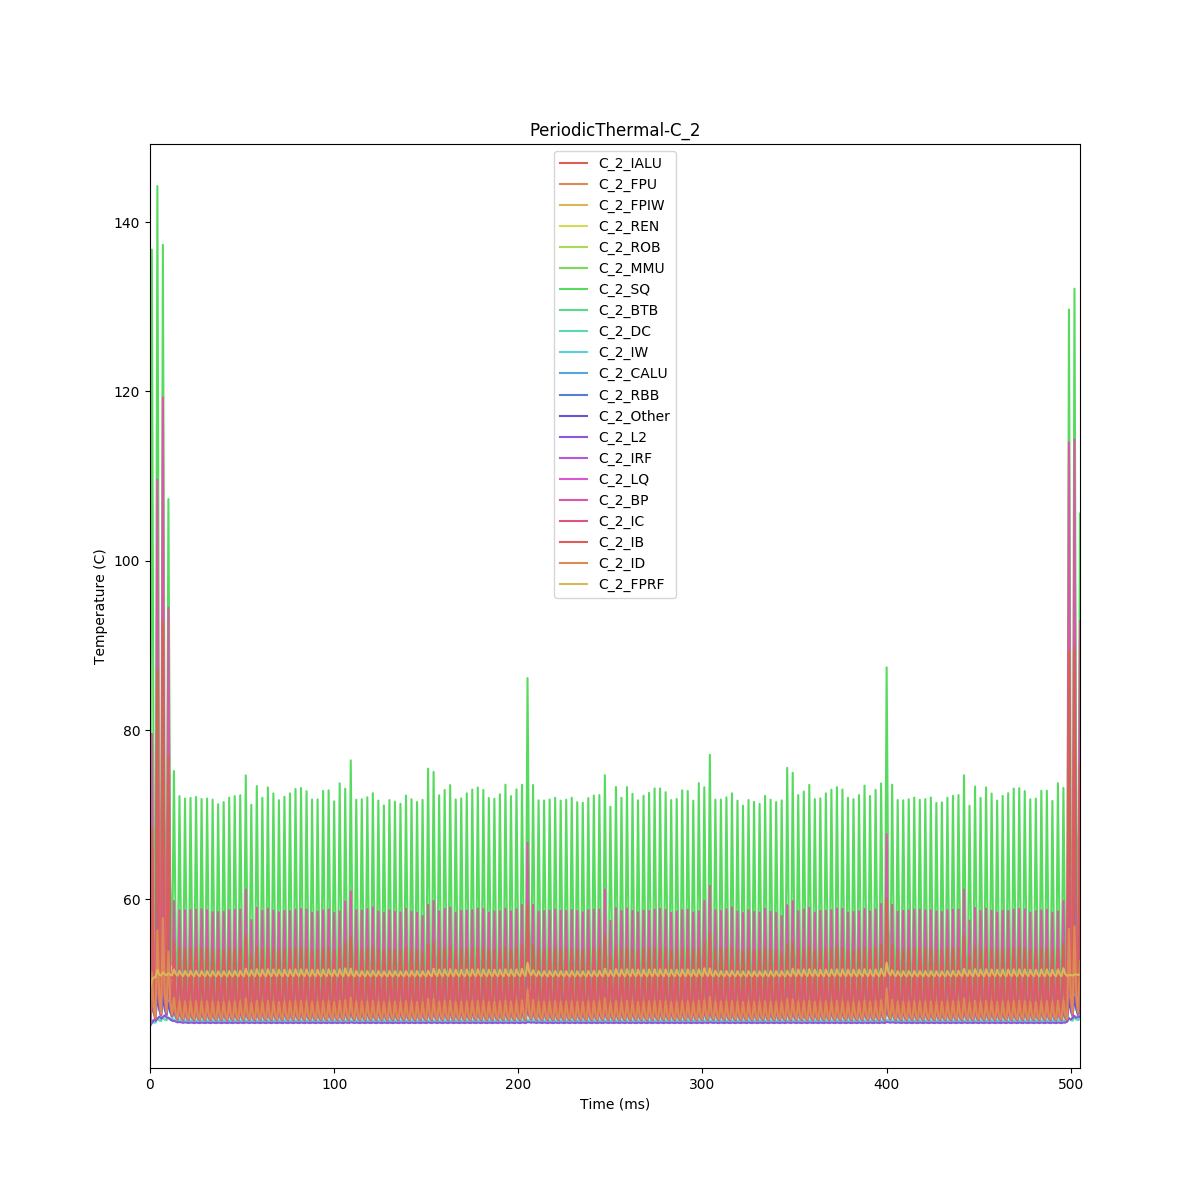 PeriodicThermal-C_2
C_2_IALU
C_2_FPU
C_2_FPIW
C_2_REN
C_2_ROB
C_2_MMU
C_2_SQ
C_2_BTB
C_2_DC
C_2_IW
C_2_CALU
C_2_RBB
C_2_Other
C_2_L2
C_2_IRF
C_2_LQ
C_2_BP
C_2_IC
C_2_IB
C_2_ID
C_2_FPRF
Temperature (C)
140
120
100
80
60
0 100 200 300 400 500
Time (ms)